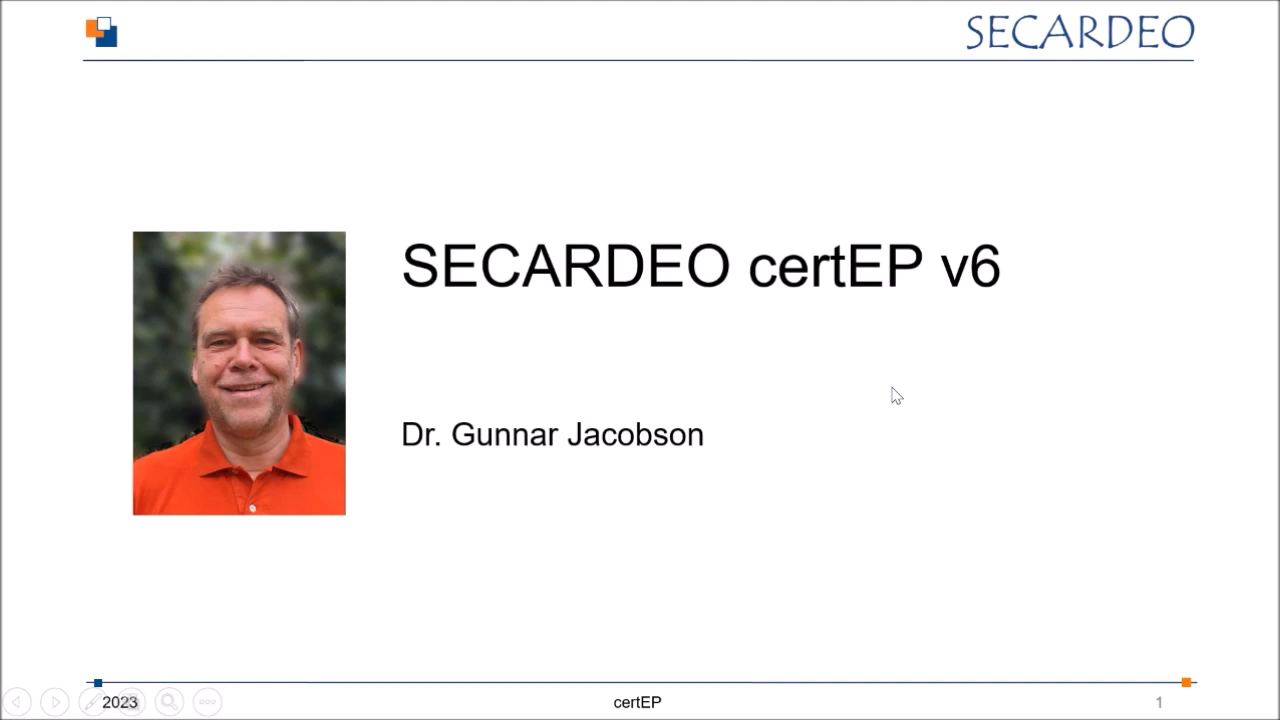 SECARDEO
SECARDEO certEP v6
Dr. Gunnar Jacobson
2023
certEP
1